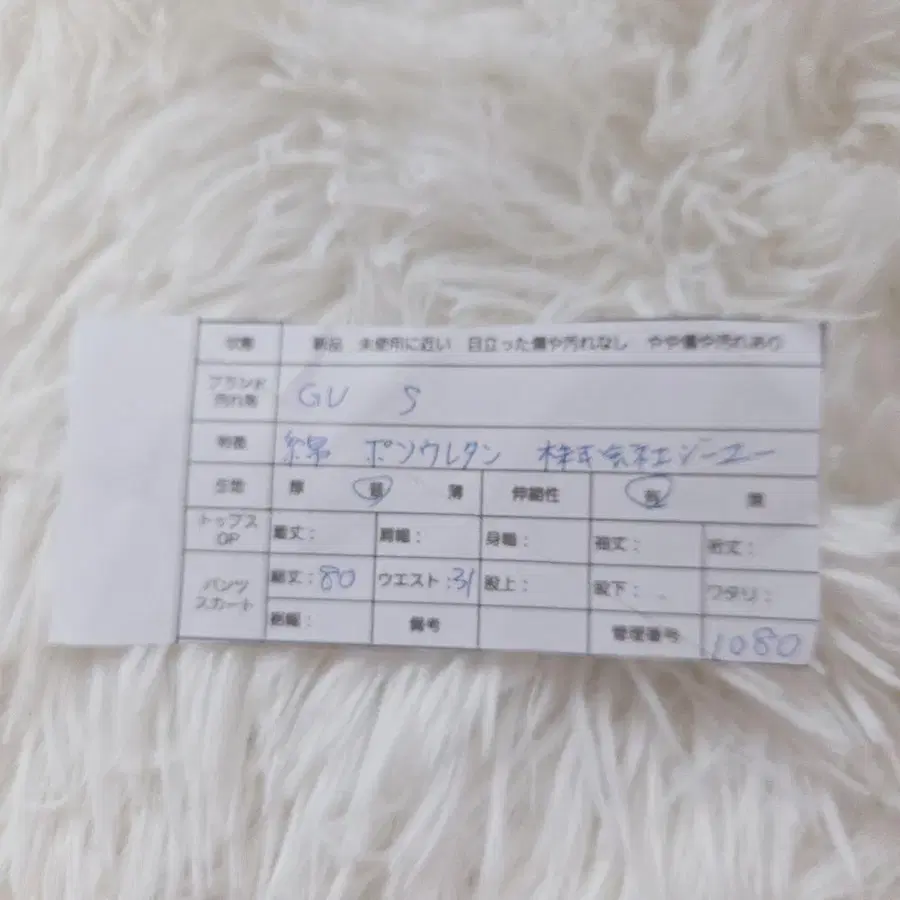 状態 新品 未使用に近い 目立った傷や汚れなし やや傷や汚れあり
ブランド 汚れ等 GU S
綿 ポリウレタン 株式会社ジーユー
生地 厚 普 薄 伸縮性 有 無
トップス OP 着丈: 肩幅: 身幅: 袖丈: 裄丈:
パンツ スカート 総丈:80 ウエスト:31 股上: 股下: ワタリ:
裾幅: 備考 管理番号 1080